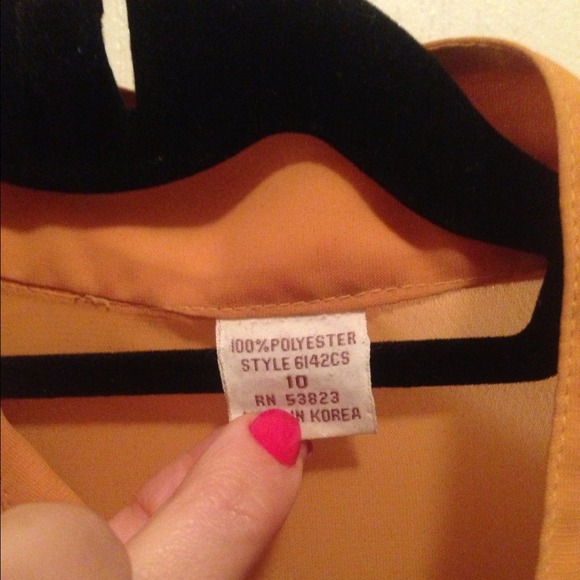 100% POLYESTER
STYLE 6142CS
10
RN 53823
IN KOREA